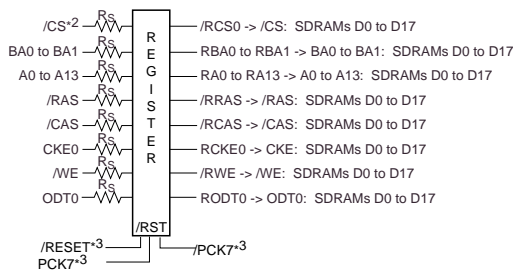 /CS*2 RS /RCS0 -> /CS: SDRAMs D0 to D17
BA0 to BA1 RS RBA0 to RBA1 -> BA0 to BA1: SDRAMs D0 to D17
A0 to A13 RS RA0 to RA13 -> A0 to A13: SDRAMs D0 to D17
/RAS RS /RRAS -> /RAS: SDRAMs D0 to D17
/CAS RS /RCAS -> /CAS: SDRAMs D0 to D17
CKE0 RS RCKE0 -> CKE: SDRAMs D0 to D17
/WE RS /RWE -> /WE: SDRAMs D0 to D17
ODT0 RS RODT0 -> ODT0: SDRAMs D0 to D17
R
E
G
I
S
T
E
R
/RST
/RESET*3 /PCK7*3
PCK7*3